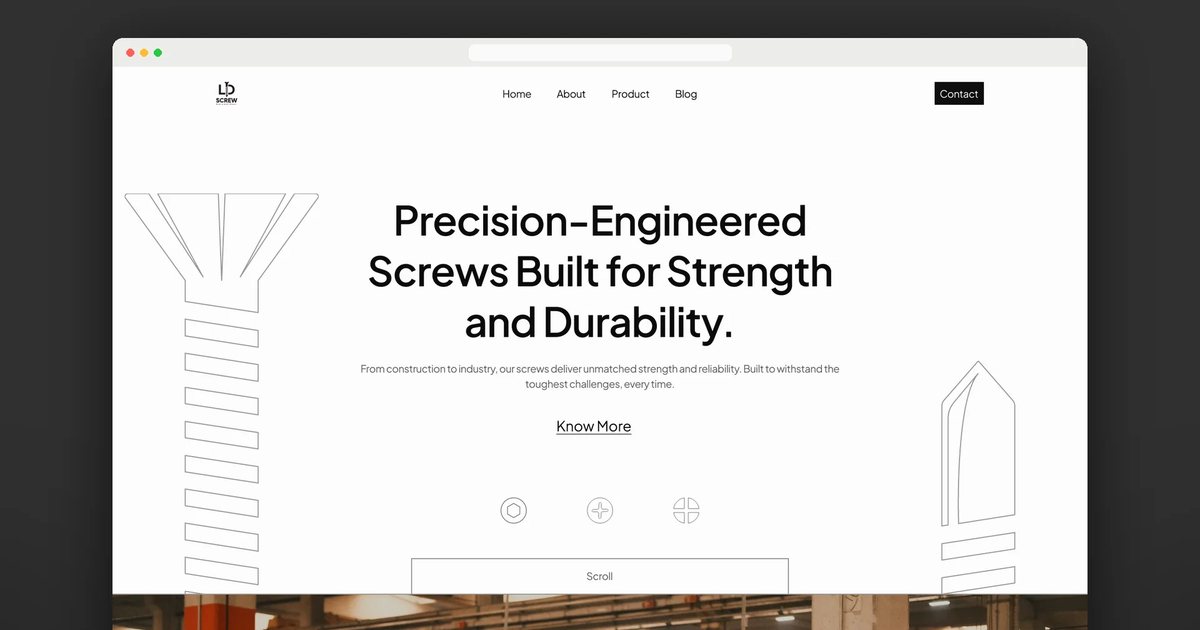 LD
SCREW
Home
About
Product
Blog
Contact
Precision-Engineered
Screws Built for Strength
and Durability.
From construction to industry, our screws deliver unmatched strength and reliability. Built to withstand the
toughest challenges, every time.
Know More
Scroll